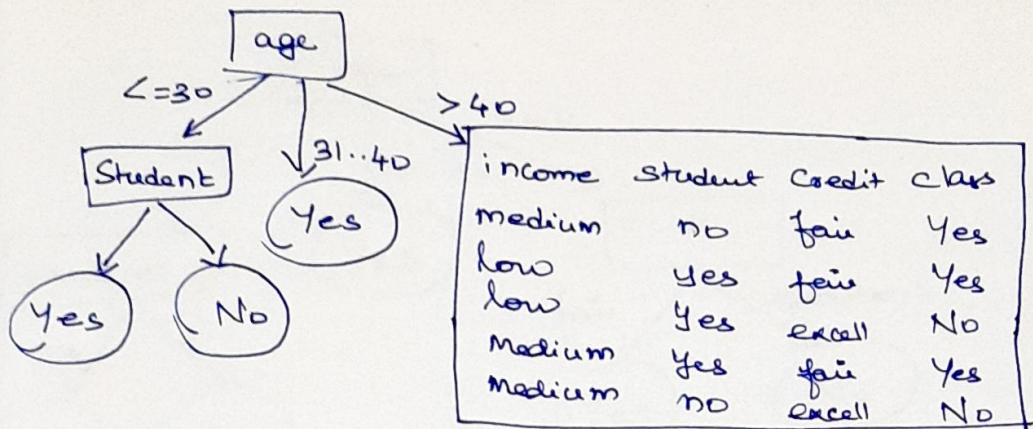 age
<=30
>40
31..40
Student
Yes
Yes
No
income student Credit class
medium no fair Yes
low yes fair Yes
low Yes excell No
Medium Yes fair Yes
Medium no excell No